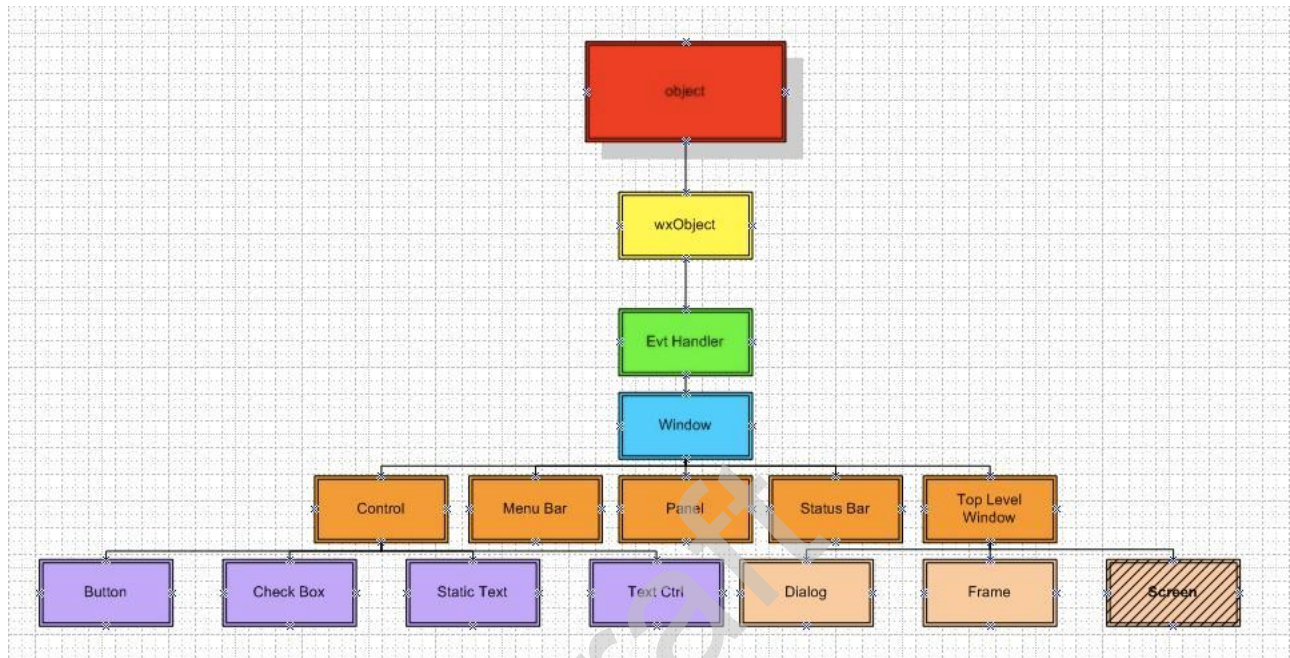 object
wxObject
Evt Handler
Window
Control
Menu Bar
Panel
Status Bar
Top Level
Window
Button
Check Box
Static Text
Text Ctrl
Dialog
Frame
Screen